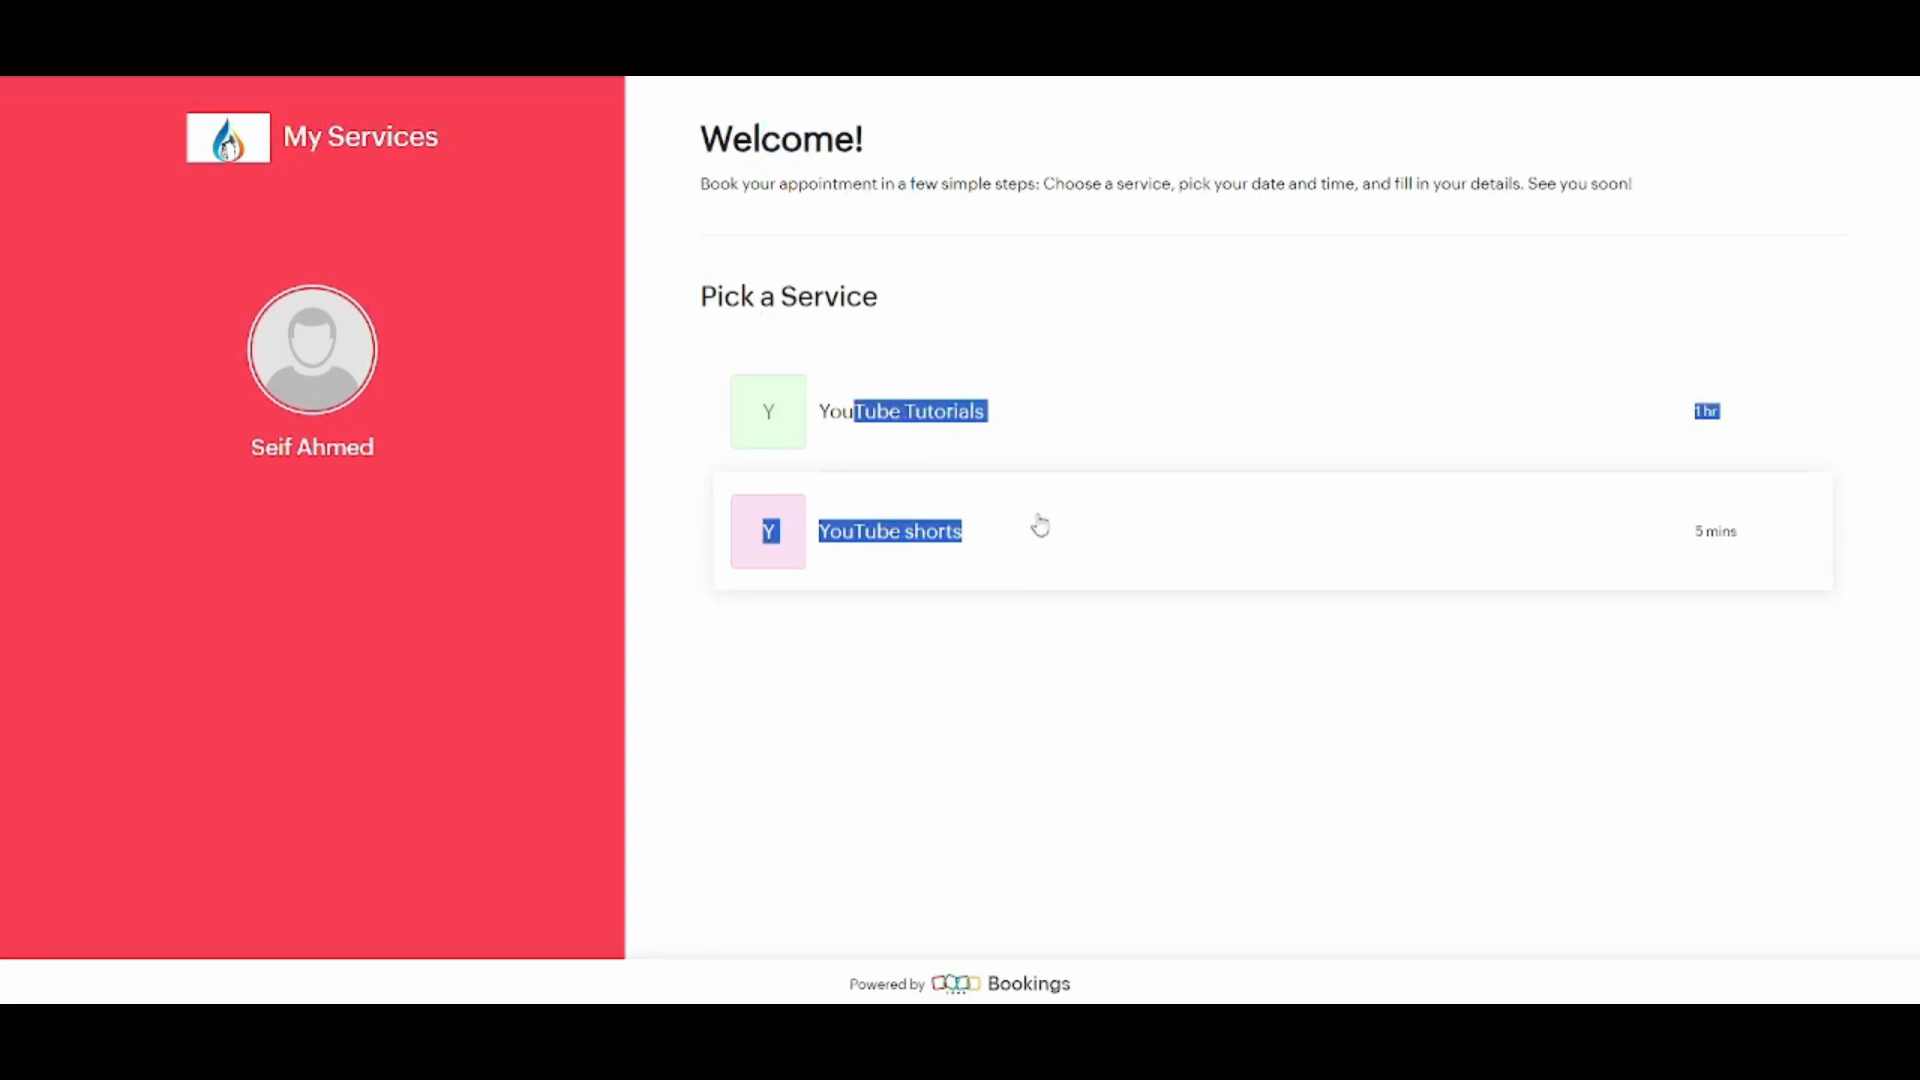 My Services
Seif Ahmed
Welcome!
Book your appointment in a few simple steps: Choose a service, pick your date and time, and fill in your details. See you soon!
Pick a Service
Y YouTube Tutorials 1 hr
Y YouTube shorts 5 mins
Powered by Bookings